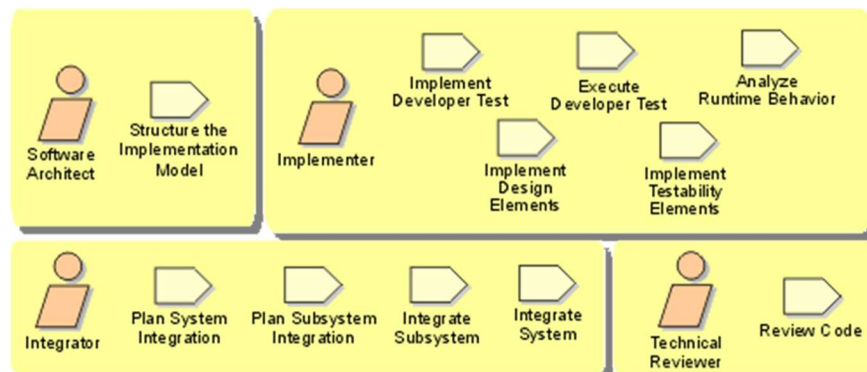 Software
Architect
Structure the
Implementation
Model
Implementer
Implement
Developer Test
Execute
Developer Test
Analyze
Runtime Behavior
Implement
Design
Elements
Implement
Testability
Elements
Integrator
Plan System
Integration
Plan Subsystem
Integration
Integrate
Subsystem
Integrate
System
Technical
Reviewer
Review Code